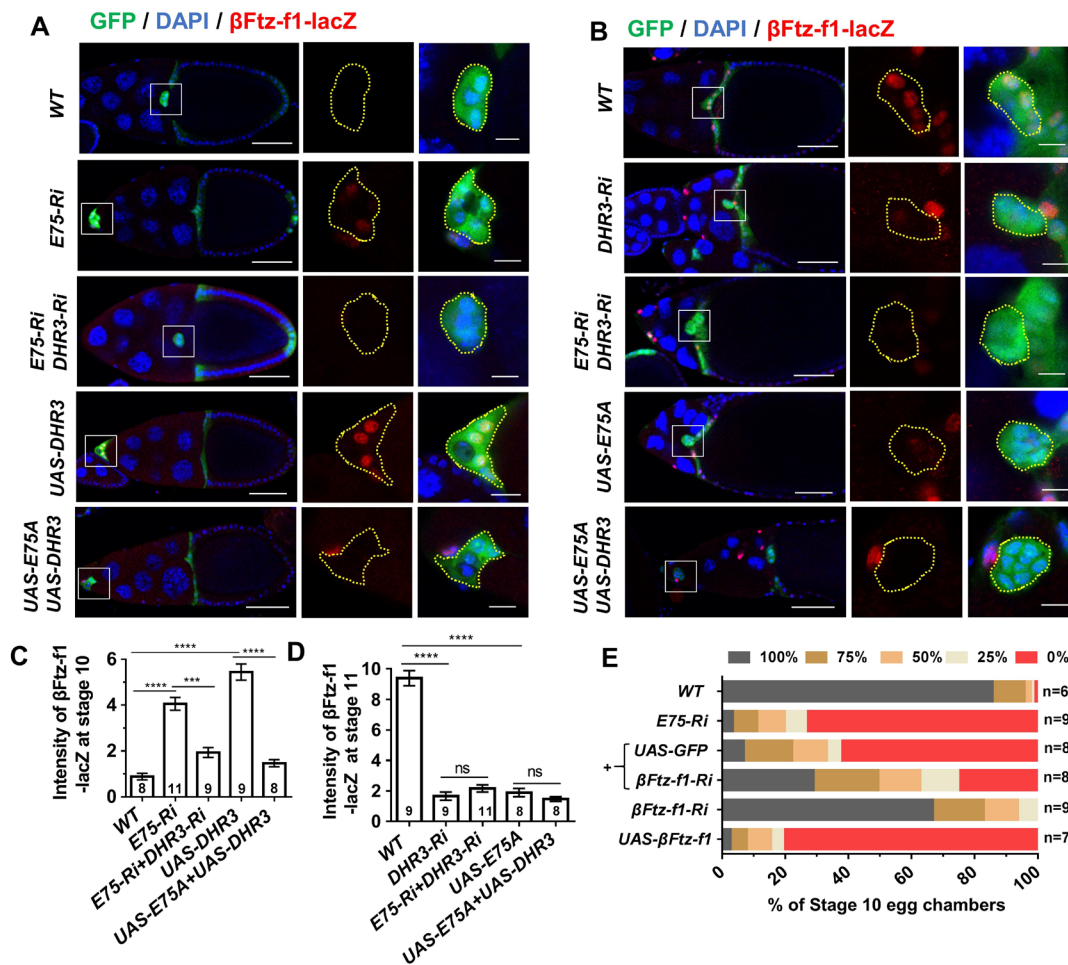 A
GFP / DAPI / βFtz-f1-lacZ
WT
E75-Ri
E75-Ri
DHR3-Ri
UAS-DHR3
UAS-E75A
UAS-DHR3
B
GFP / DAPI / βFtz-f1-lacZ
WT
DHR3-Ri
E75-Ri
DHR3-Ri
UAS-E75A
UAS-E75A
UAS-DHR3
C
Intensity of βFtz-f1
-lacZ at stage 10
6
4
2
0
****
****
***
****
8
11
9
9
8
WT
E75-Ri
E75-Ri+DHR3-Ri
UAS-DHR3
UAS-E75A+UAS-DHR3
D
Intensity of βFtz-f1
-lacZ at stage 11
10
8
6
4
2
0
****
****
ns
ns
9
9
11
8
8
WT
DHR3-Ri
E75-Ri+DHR3-Ri
UAS-E75A
UAS-E75A+UAS-DHR3
E
100% 75% 50% 25% 0%
WT n=6
E75-Ri n=9
UAS-GFP n=8
+
βFtz-f1-Ri n=8
βFtz-f1-Ri n=9
UAS-βFtz-f1 n=7
0 20 40 60 80 100
% of Stage 10 egg chambers